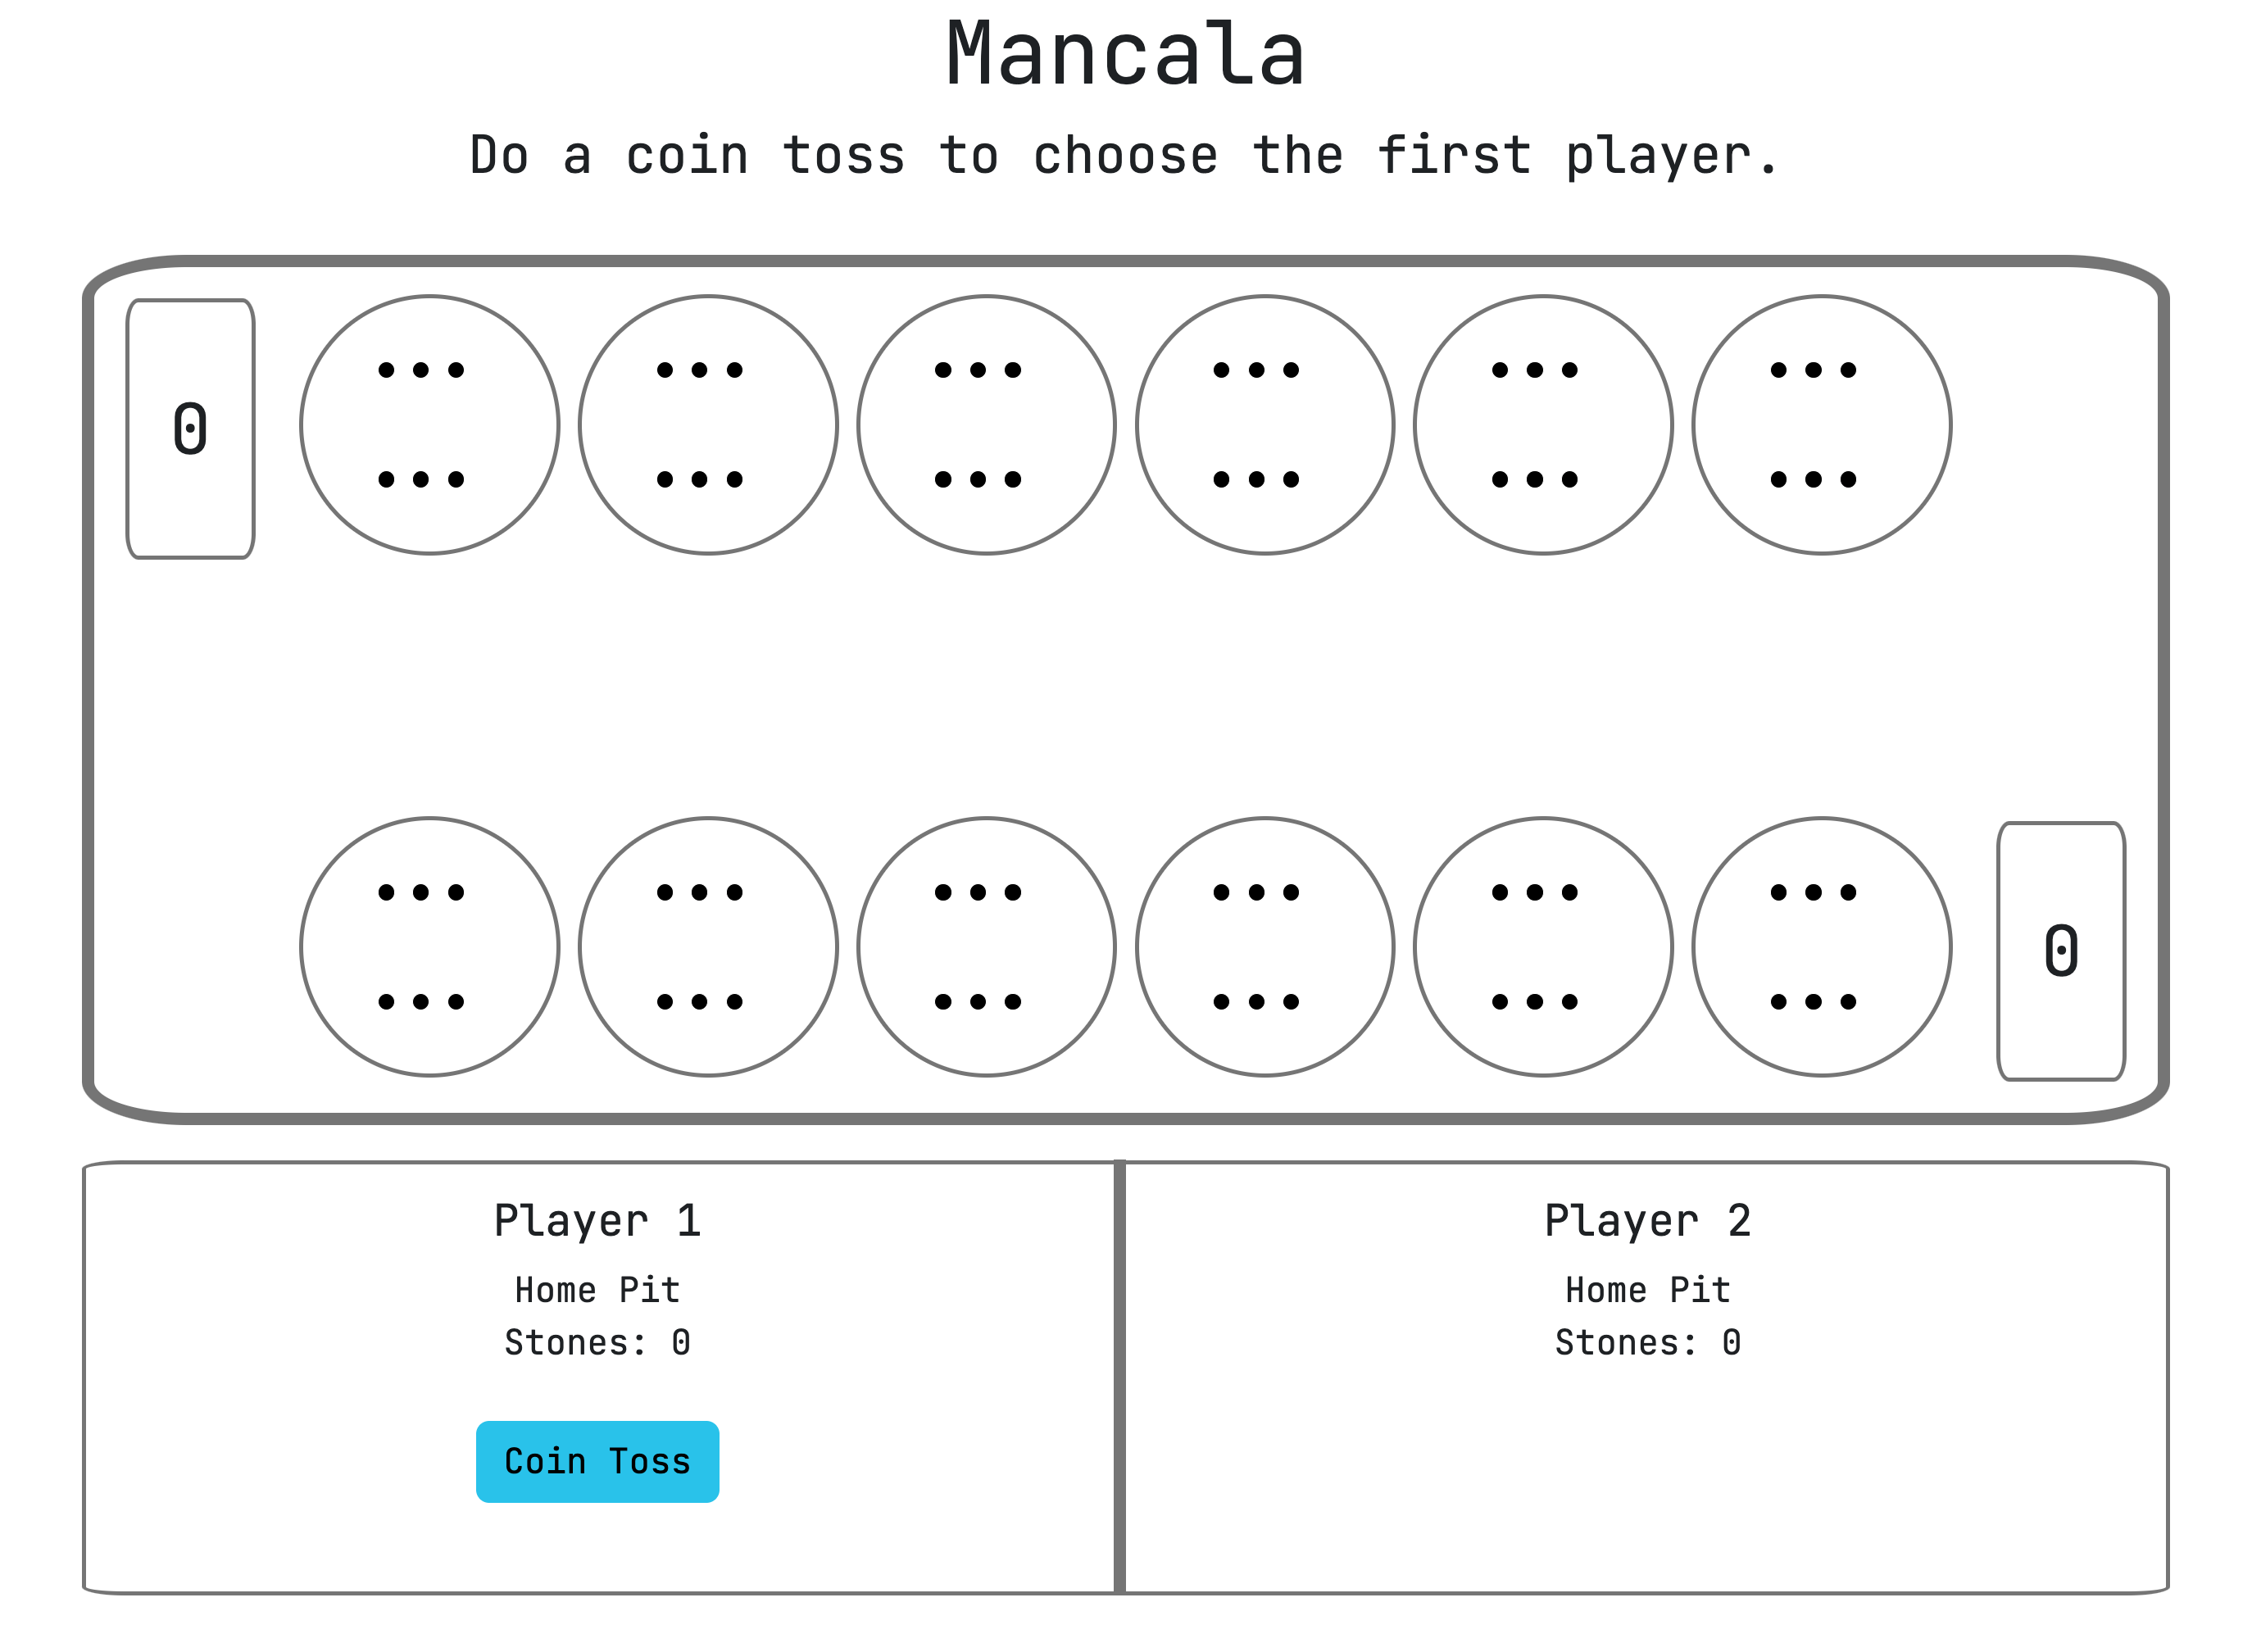 Mancala
Do a coin toss to choose the first player.
0
0
Player 1
Home Pit
Stones: 0
Coin Toss
Player 2
Home Pit
Stones: 0